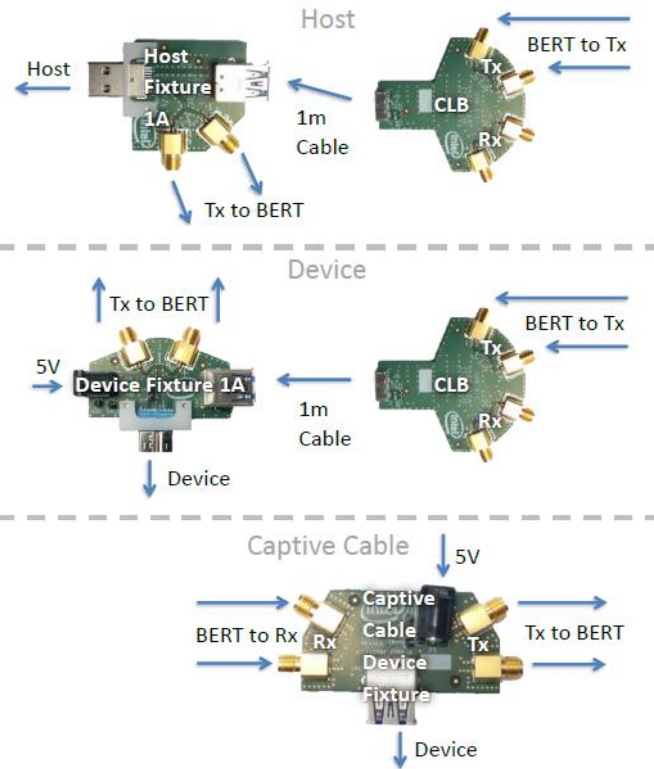 Host
BERT to Tx
Host
Host
Fixture
1A
Tx
CLB
Rx
1m
Cable
intel
Tx to BERT
Device
Tx to BERT
BERT to Tx
5V
Device Fixture 1A
Tx
CLB
Rx
intel
1m
Cable
Device
Captive Cable
5V
Captive
Cable
Device
Fixture
BERT to Rx
Rx
Tx
Tx to BERT
Device